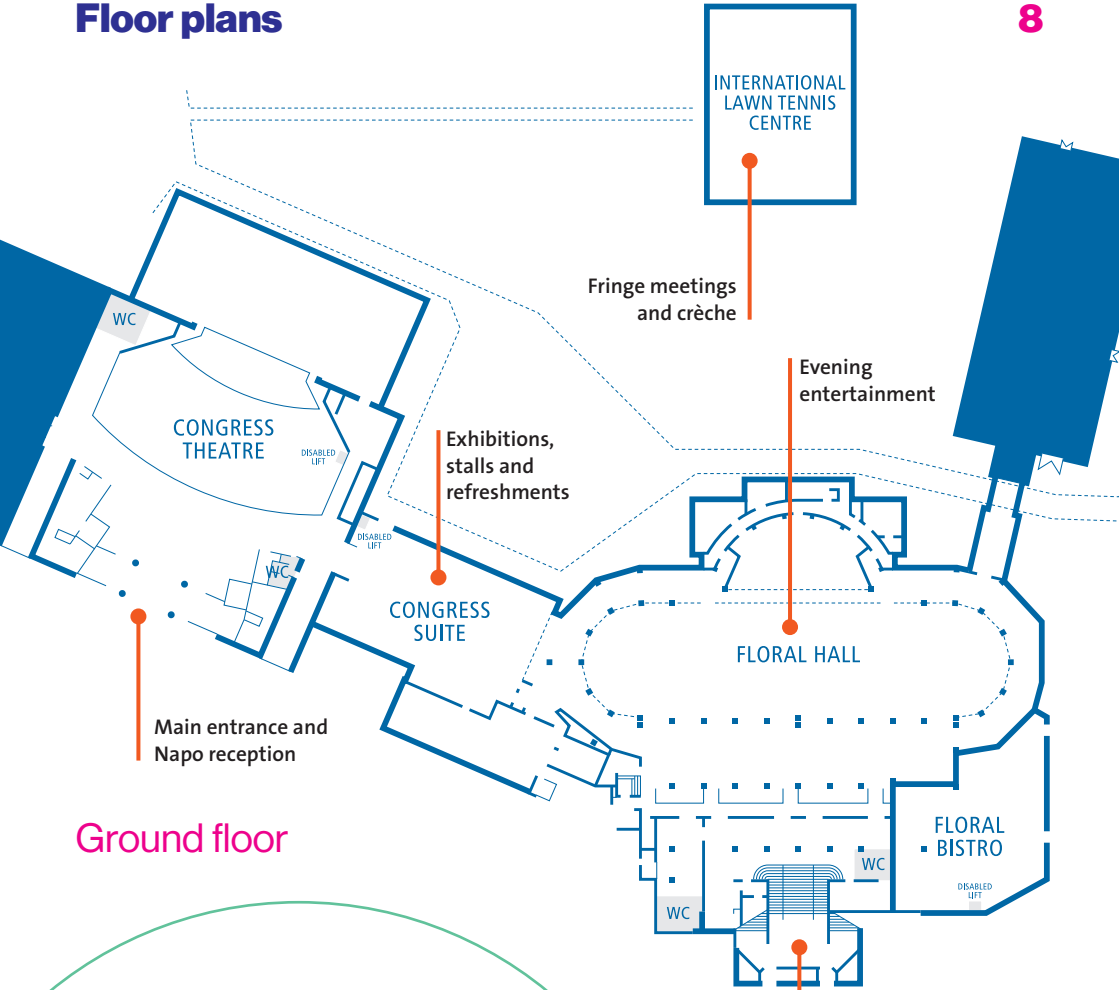 Floor plans
8
INTERNATIONAL
LAWN TENNIS
CENTRE
Fringe meetings
and crèche
WC
Evening
entertainment
CONGRESS
THEATRE
DISABLED
LIFT
Exhibitions,
stalls and
refreshments
DISABLED
LIFT
WC
CONGRESS
SUITE
FLORAL HALL
Main entrance and
Napo reception
Ground floor
FLORAL
BISTRO
WC
DISABLED
LIFT
WC